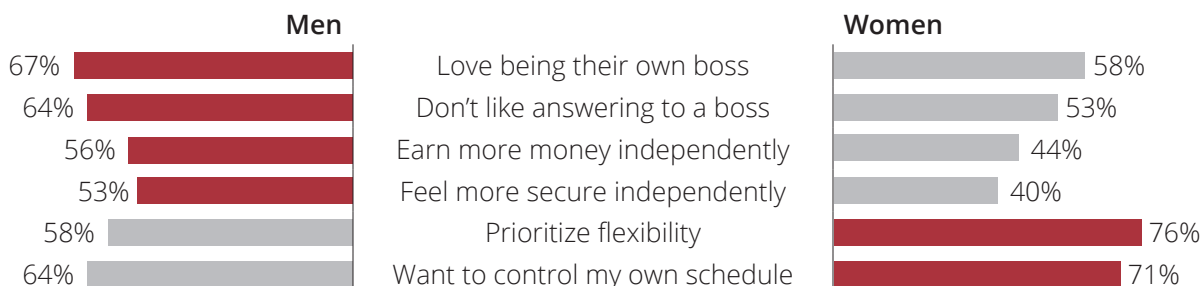 Men Women
67% Love being their own boss 58%
64% Don’t like answering to a boss 53%
56% Earn more money independently 44%
53% Feel more secure independently 40%
58% Prioritize flexibility 76%
64% Want to control my own schedule 71%